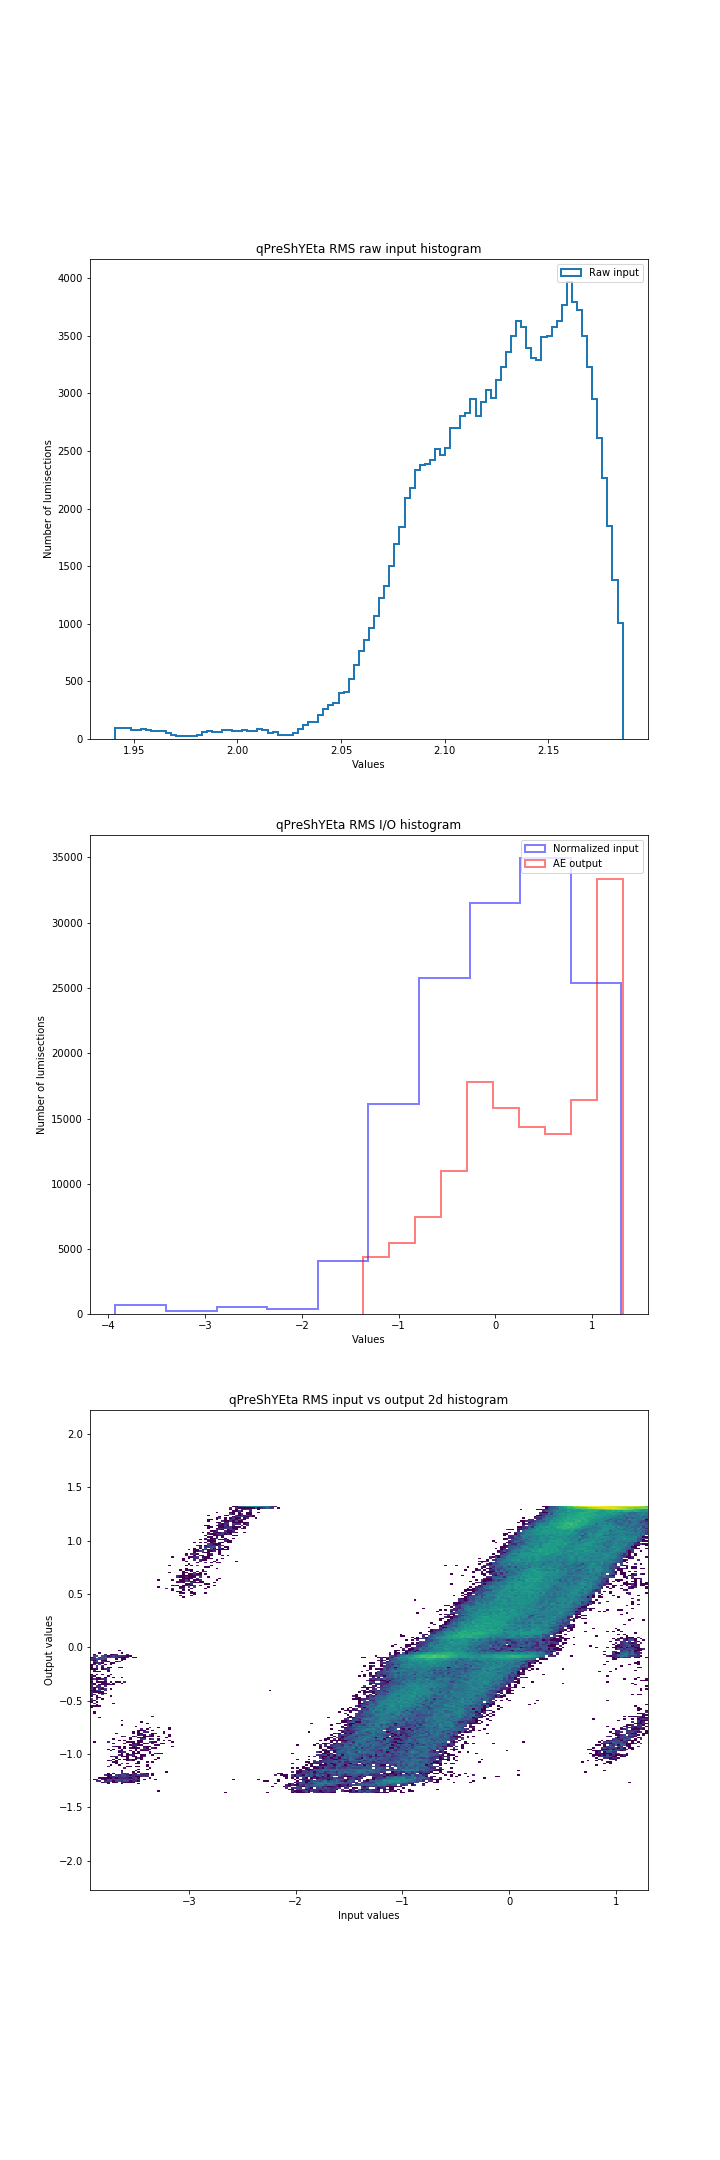 qPreShYEta RMS raw input histogram
Raw input
4000
3500
3000
2500
2000
1500
1000
500
0
Number of lumisections
1.95 2.00 2.05 2.10 2.15
Values
qPreShYEta RMS I/O histogram
Normalized input
AE output
35000
30000
25000
20000
15000
10000
5000
0
Number of lumisections
−4 −3 −2 −1 0 1
Values
qPreShYEta RMS input vs output 2d histogram
2.0
1.5
1.0
0.5
0.0
−0.5
−1.0
−1.5
−2.0
Output values
−3 −2 −1 0 1
Input values